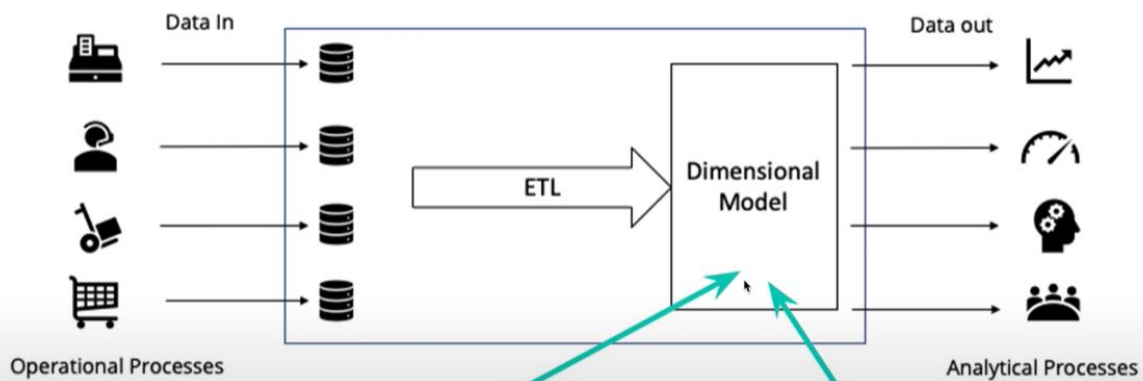 Data In
Data out
ETL
Dimensional
Model
Operational Processes
Analytical Processes